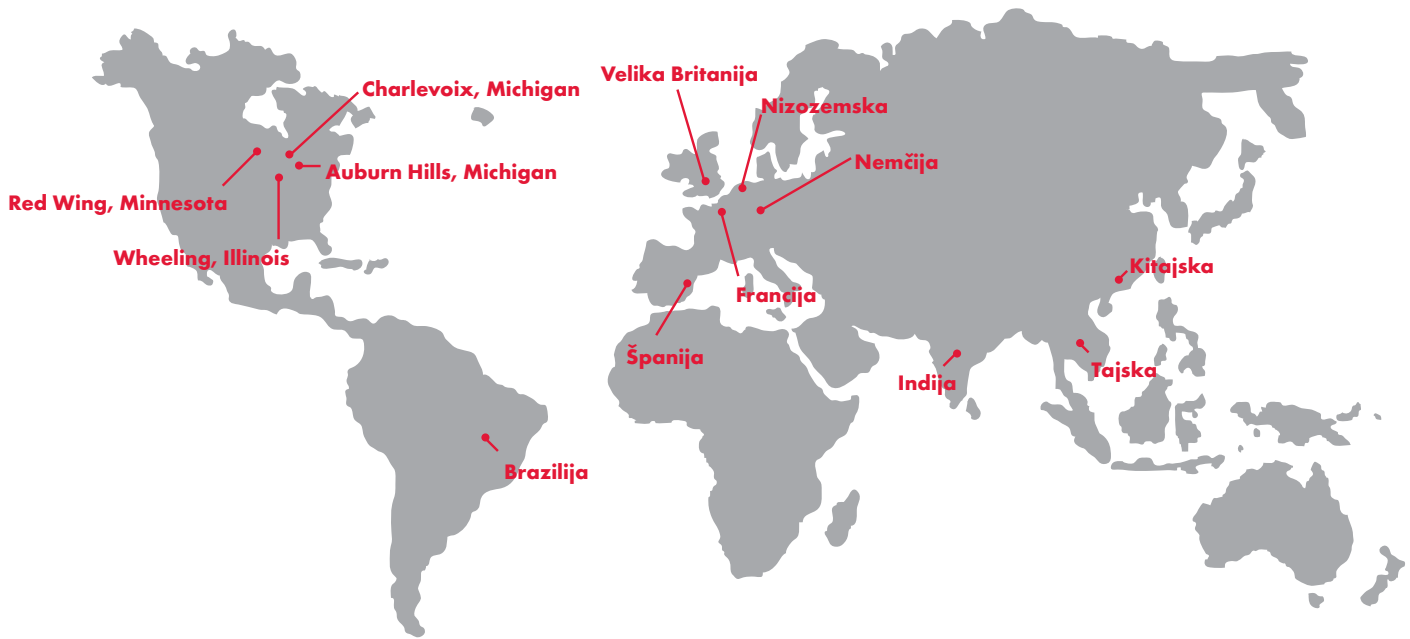 Velika Britanija
Charlevoix, Michigan
Nizozemska
Nemčija
Auburn Hills, Michigan
Red Wing, Minnesota
Wheeling, Illinois
Kitajska
Francija
Španija
Tajska
Indija
Brazilija